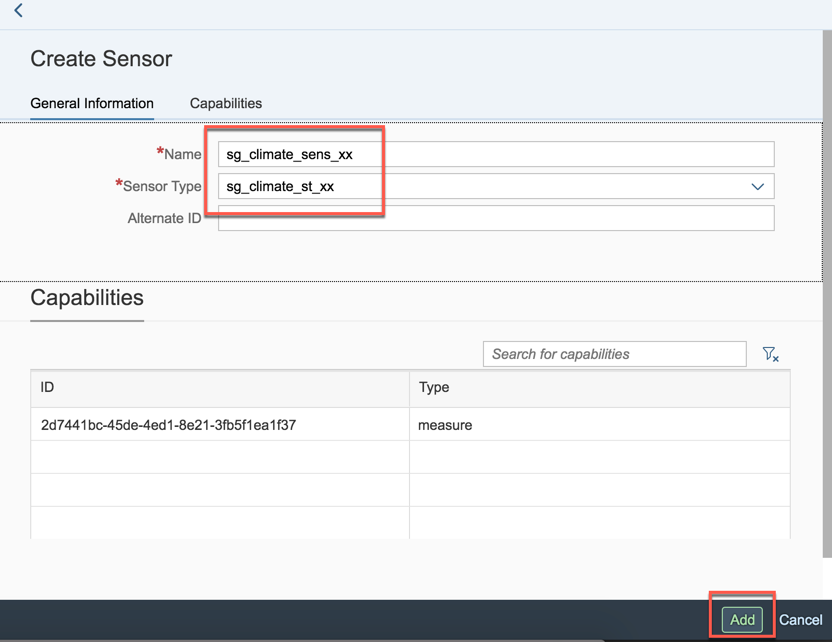 Create Sensor
General Information Capabilities
*Name sg_climate_sens_xx
*Sensor Type sg_climate_st_xx
Alternate ID
Capabilities
Search for capabilities
ID Type
2d7441bc-45de-4ed1-8e21-3fb5f1ea1f37 measure
Add Cancel